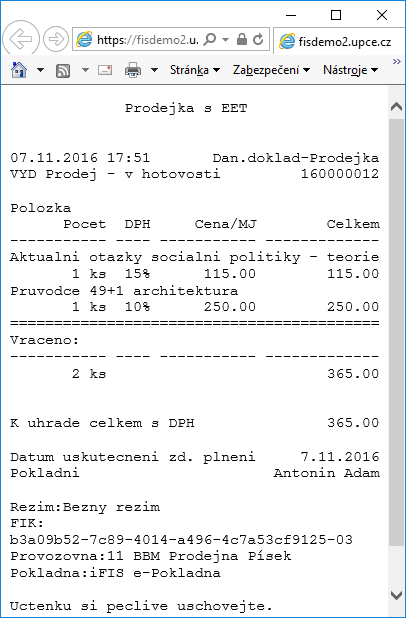 https://fisdemo2.u.
fisdemo2.upce.cz
Stránka
Zabezpečení
Nástroje
»
Prodejka s EET
07.11.2016 17:51 Dan.doklad-Prodejka
VYD Prodej - v hotovosti 160000012
Polozka
Pocet DPH Cena/MJ Celkem
----------- ---- ----------- -------------
Aktualni otazky socialni politiky - teorie
1 ks 15% 115.00 115.00
Pruvodce 49+1 architektura
1 ks 10% 250.00 250.00
==========================================
Vraceno:
----------- ---- ----------- -------------
2 ks 365.00
K uhrade celkem s DPH 365.00
Datum uskutecneni zd. plneni 7.11.2016
Pokladni Antonin Adam
Rezim:Bezny rezim
FIK:
b3a09b52-7c89-4014-a496-4c7a53cf9125-03
Provozovna:11 BBM Prodejna Písek
Pokladna:iFIS e-Pokladna
Uctenku si peclive uschovejte.